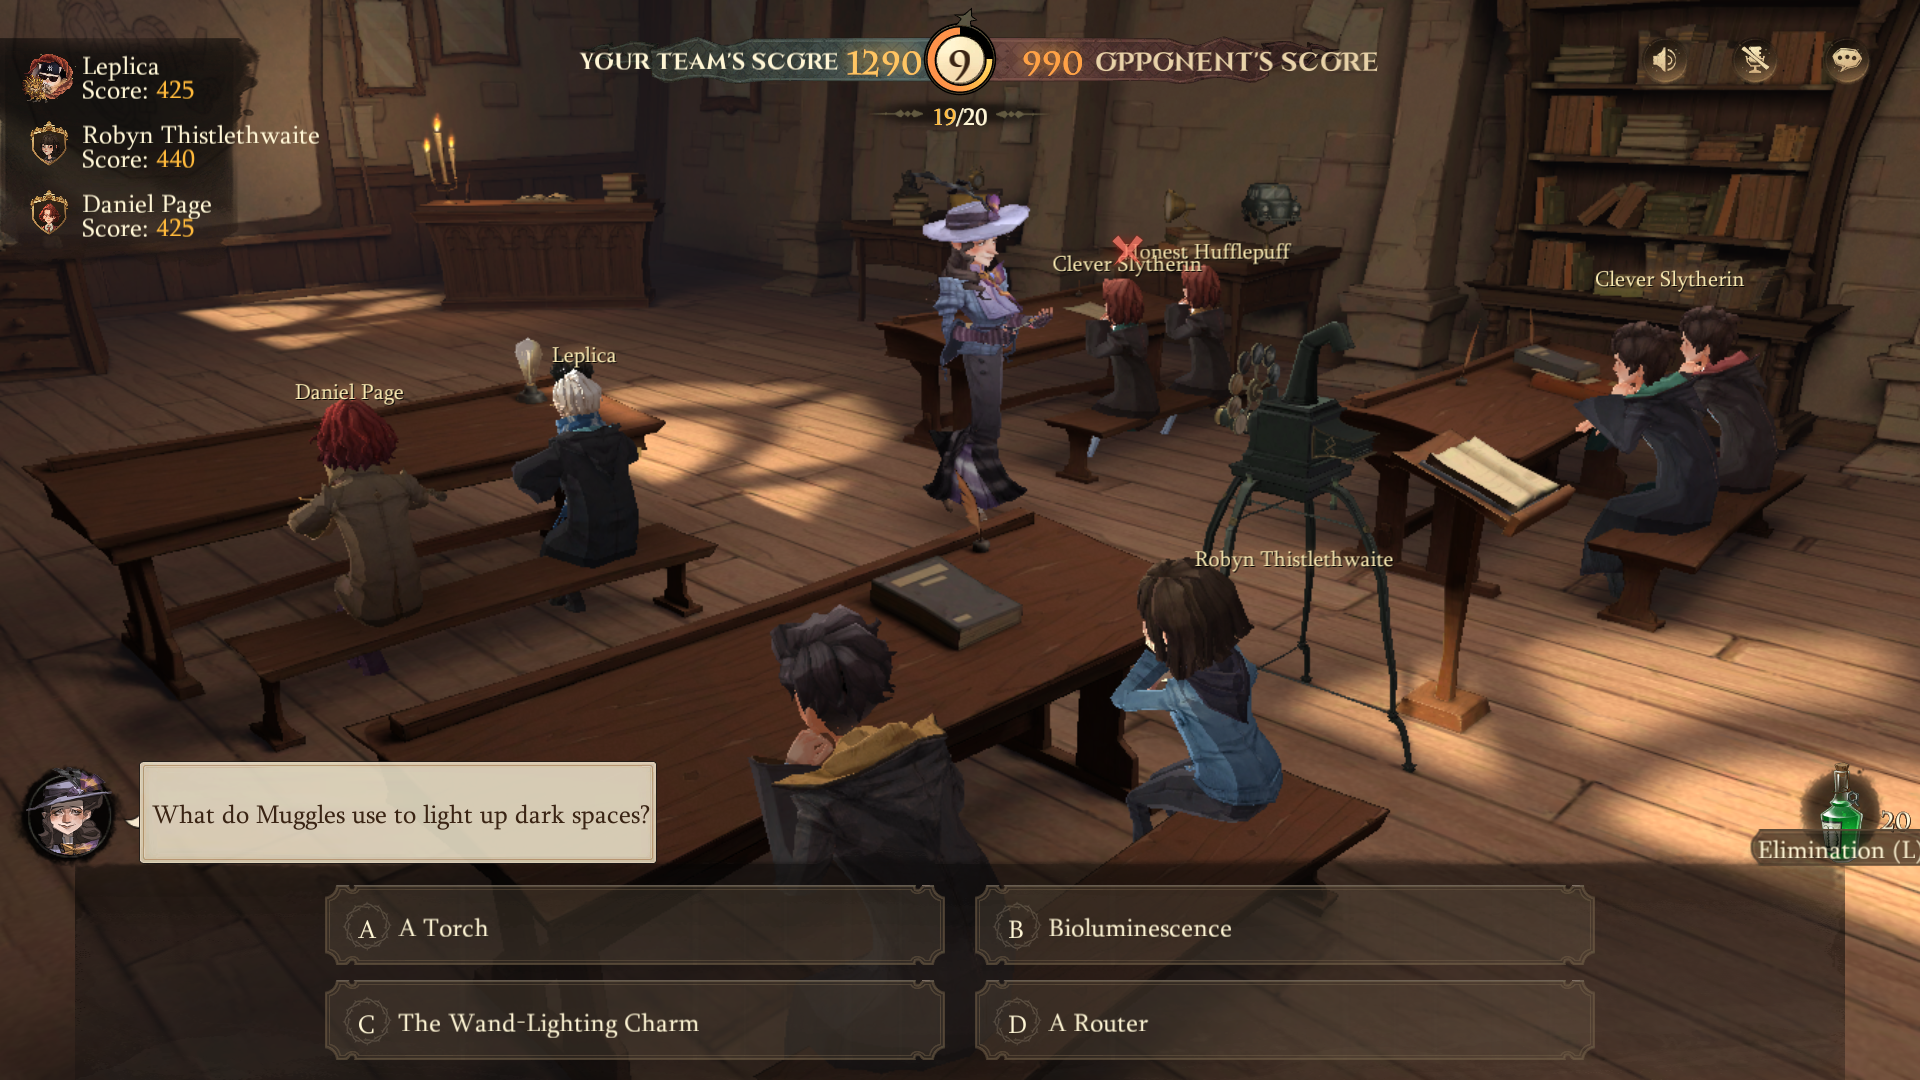 Leplica
Score: 425
Robyn Thistlethwaite
Score: 440
Daniel Page
Score: 425
YOUR TEAM'S SCORE 1290 9 990 OPPONENT'S SCORE
19/20
Honest Hufflepuff
Clever Slytherin
Clever Slytherin
Leplica
Daniel Page
Robyn Thistlethwaite
What do Muggles use to light up dark spaces?
20
Elimination (L)
A A Torch
B Bioluminescence
C The Wand-Lighting Charm
D A Router